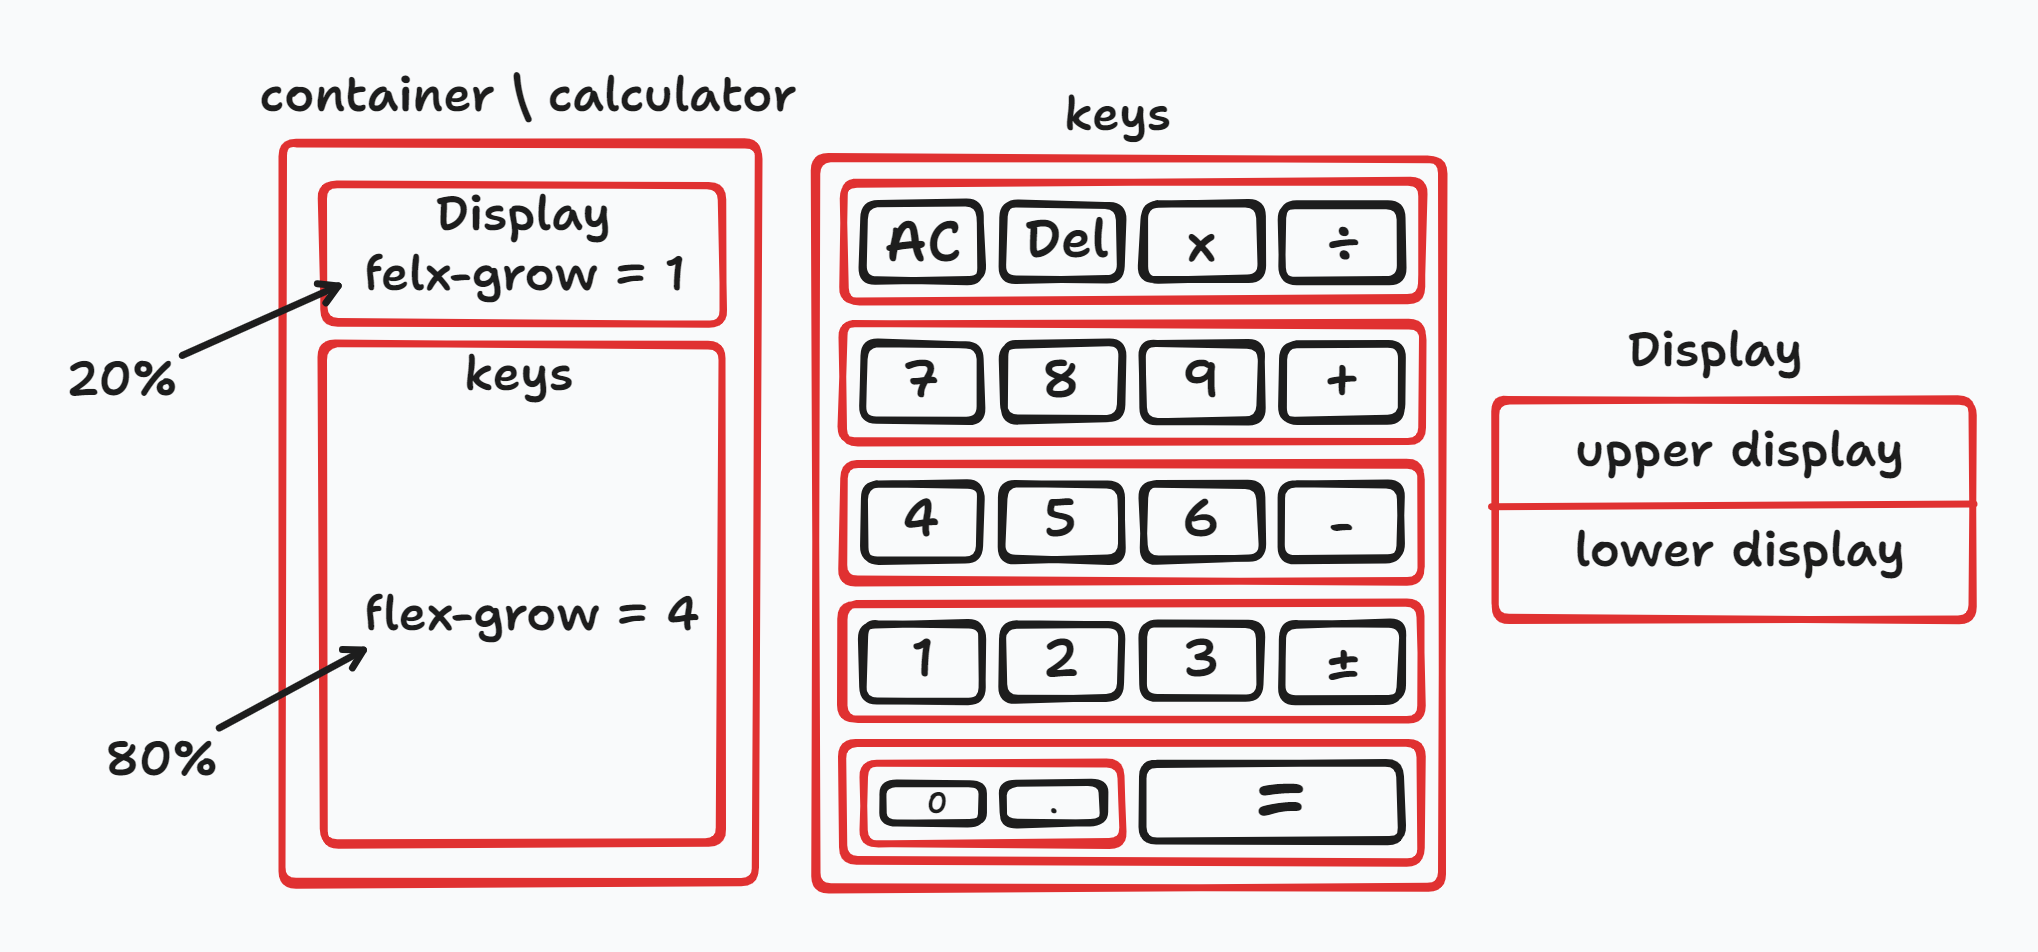 container \ calculator
Display
felx-grow = 1
20%
keys
flex-grow = 4
80%
keys
AC Del x ÷
7 8 9 +
4 5 6 -
1 2 3 ±
0 . =
Display
upper display
lower display